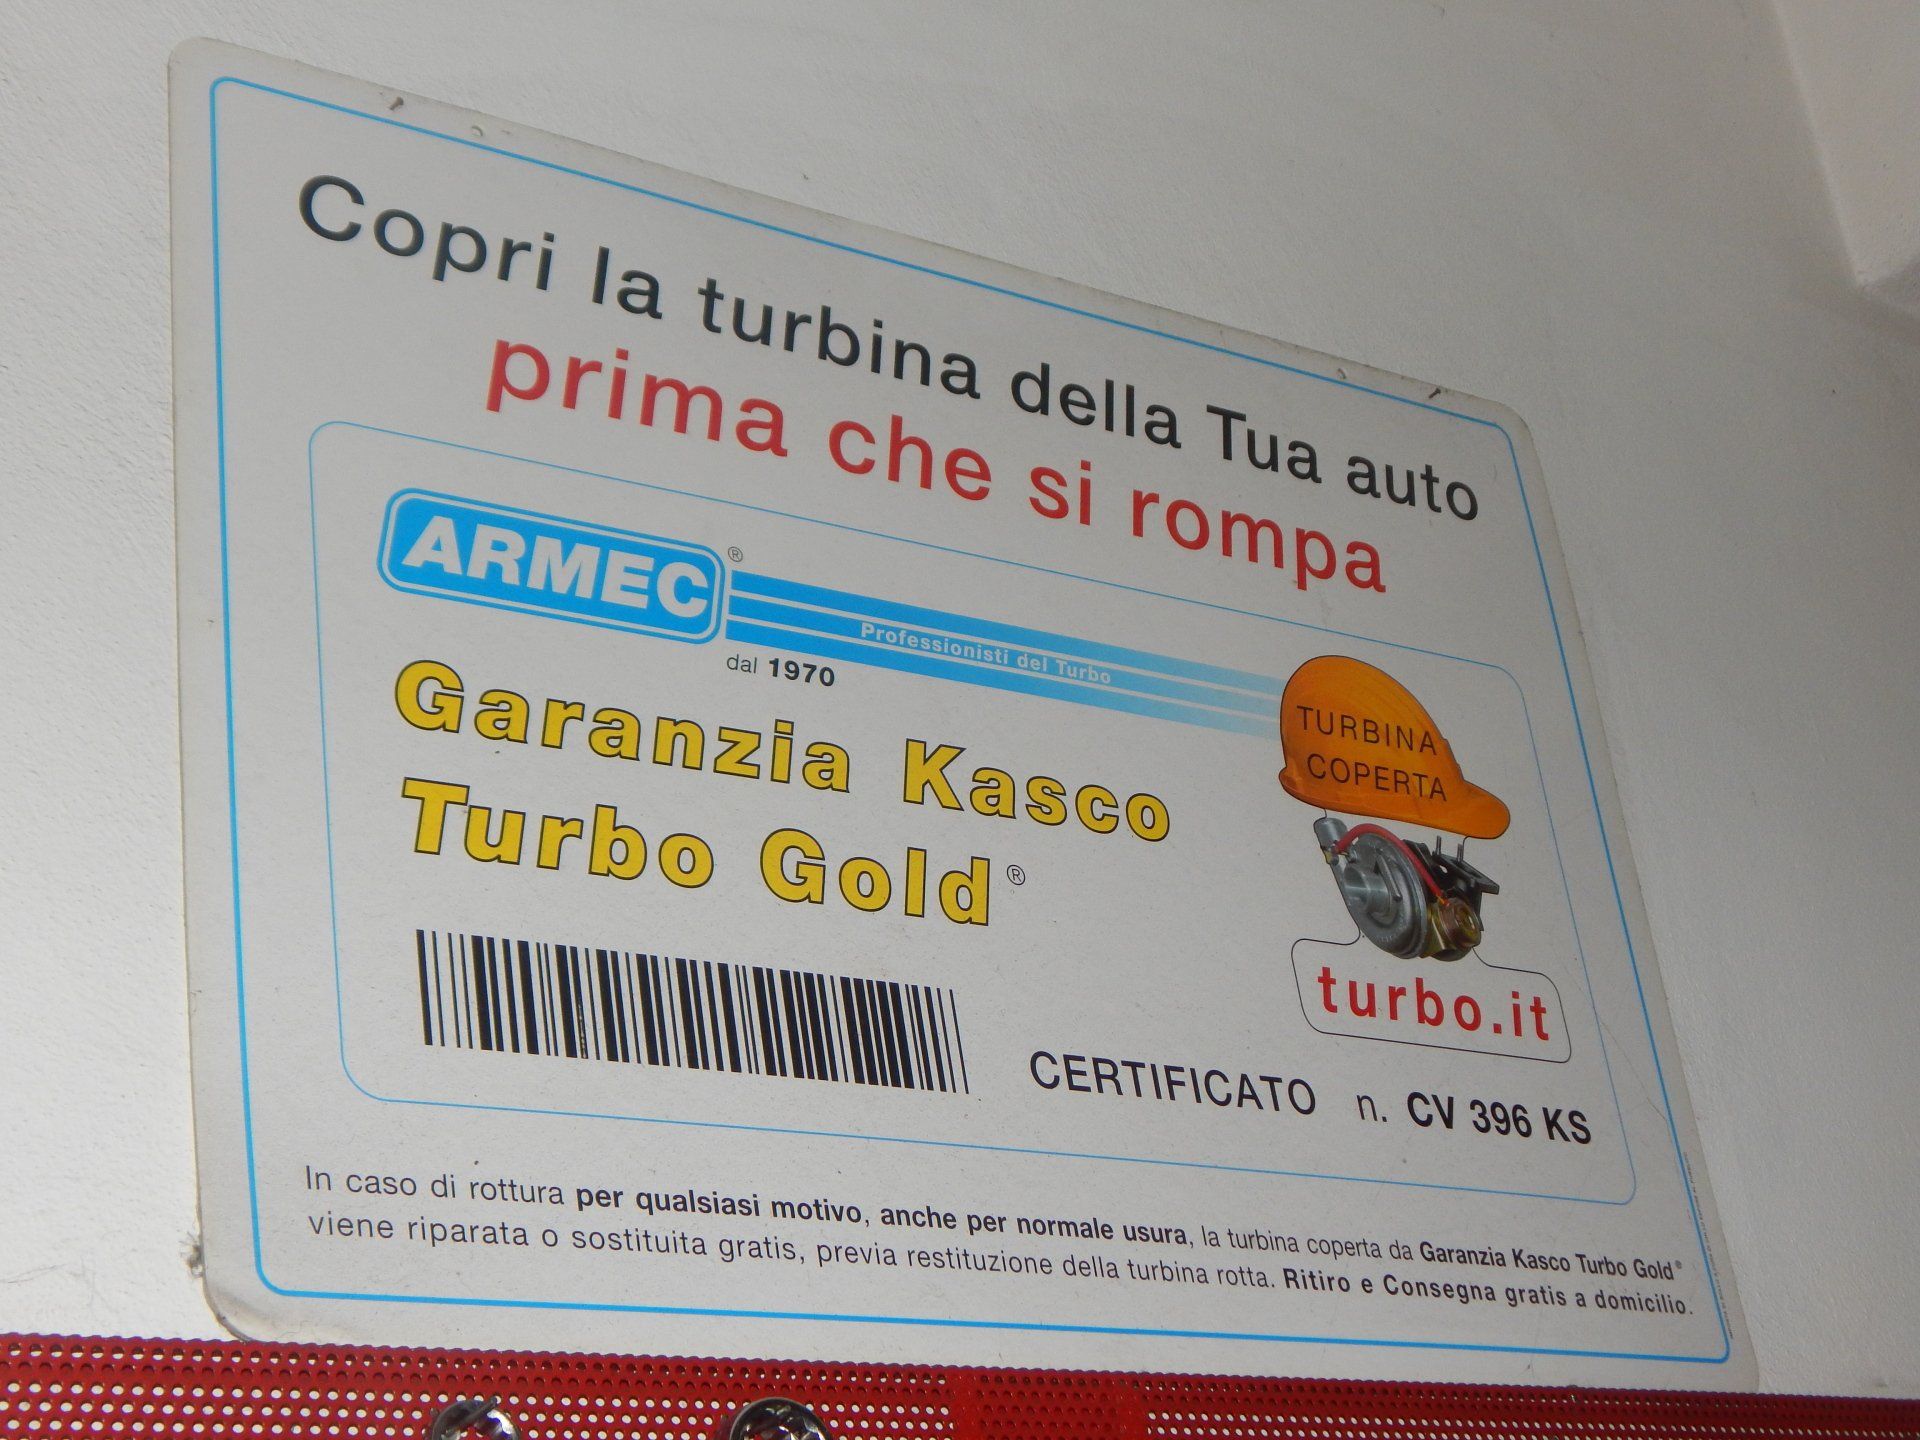 Copri la turbina della Tua auto
prima che si rompa
ARMEC®
Professionisti del Turbo
dal 1970
Garanzia Kasco
Turbo Gold®
TURBINA
COPERTA
turbo.it
CERTIFICATO n. CV 396 KS
In caso di rottura per qualsiasi motivo, anche per normale usura, la turbina coperta da Garanzia Kasco Turbo Gold®
viene riparata o sostituita gratis, previa restituzione della turbina rotta. Ritiro e Consegna gratis a domicilio.